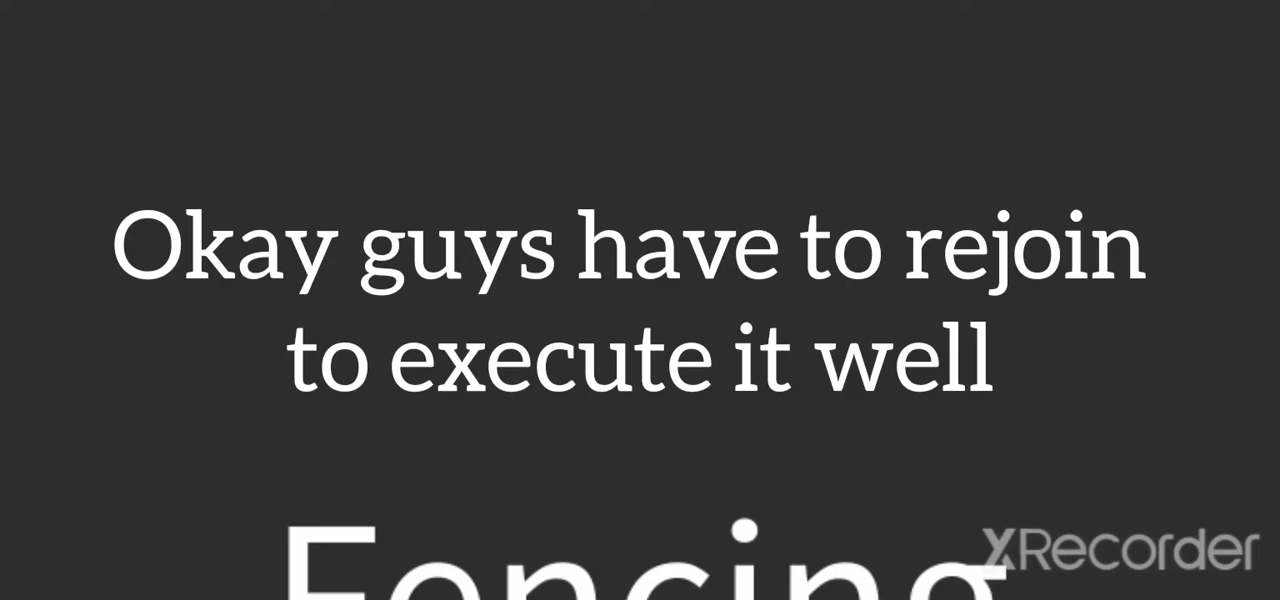 Okay guys have to rejoin
to execute it well
Fencing
XRecorder